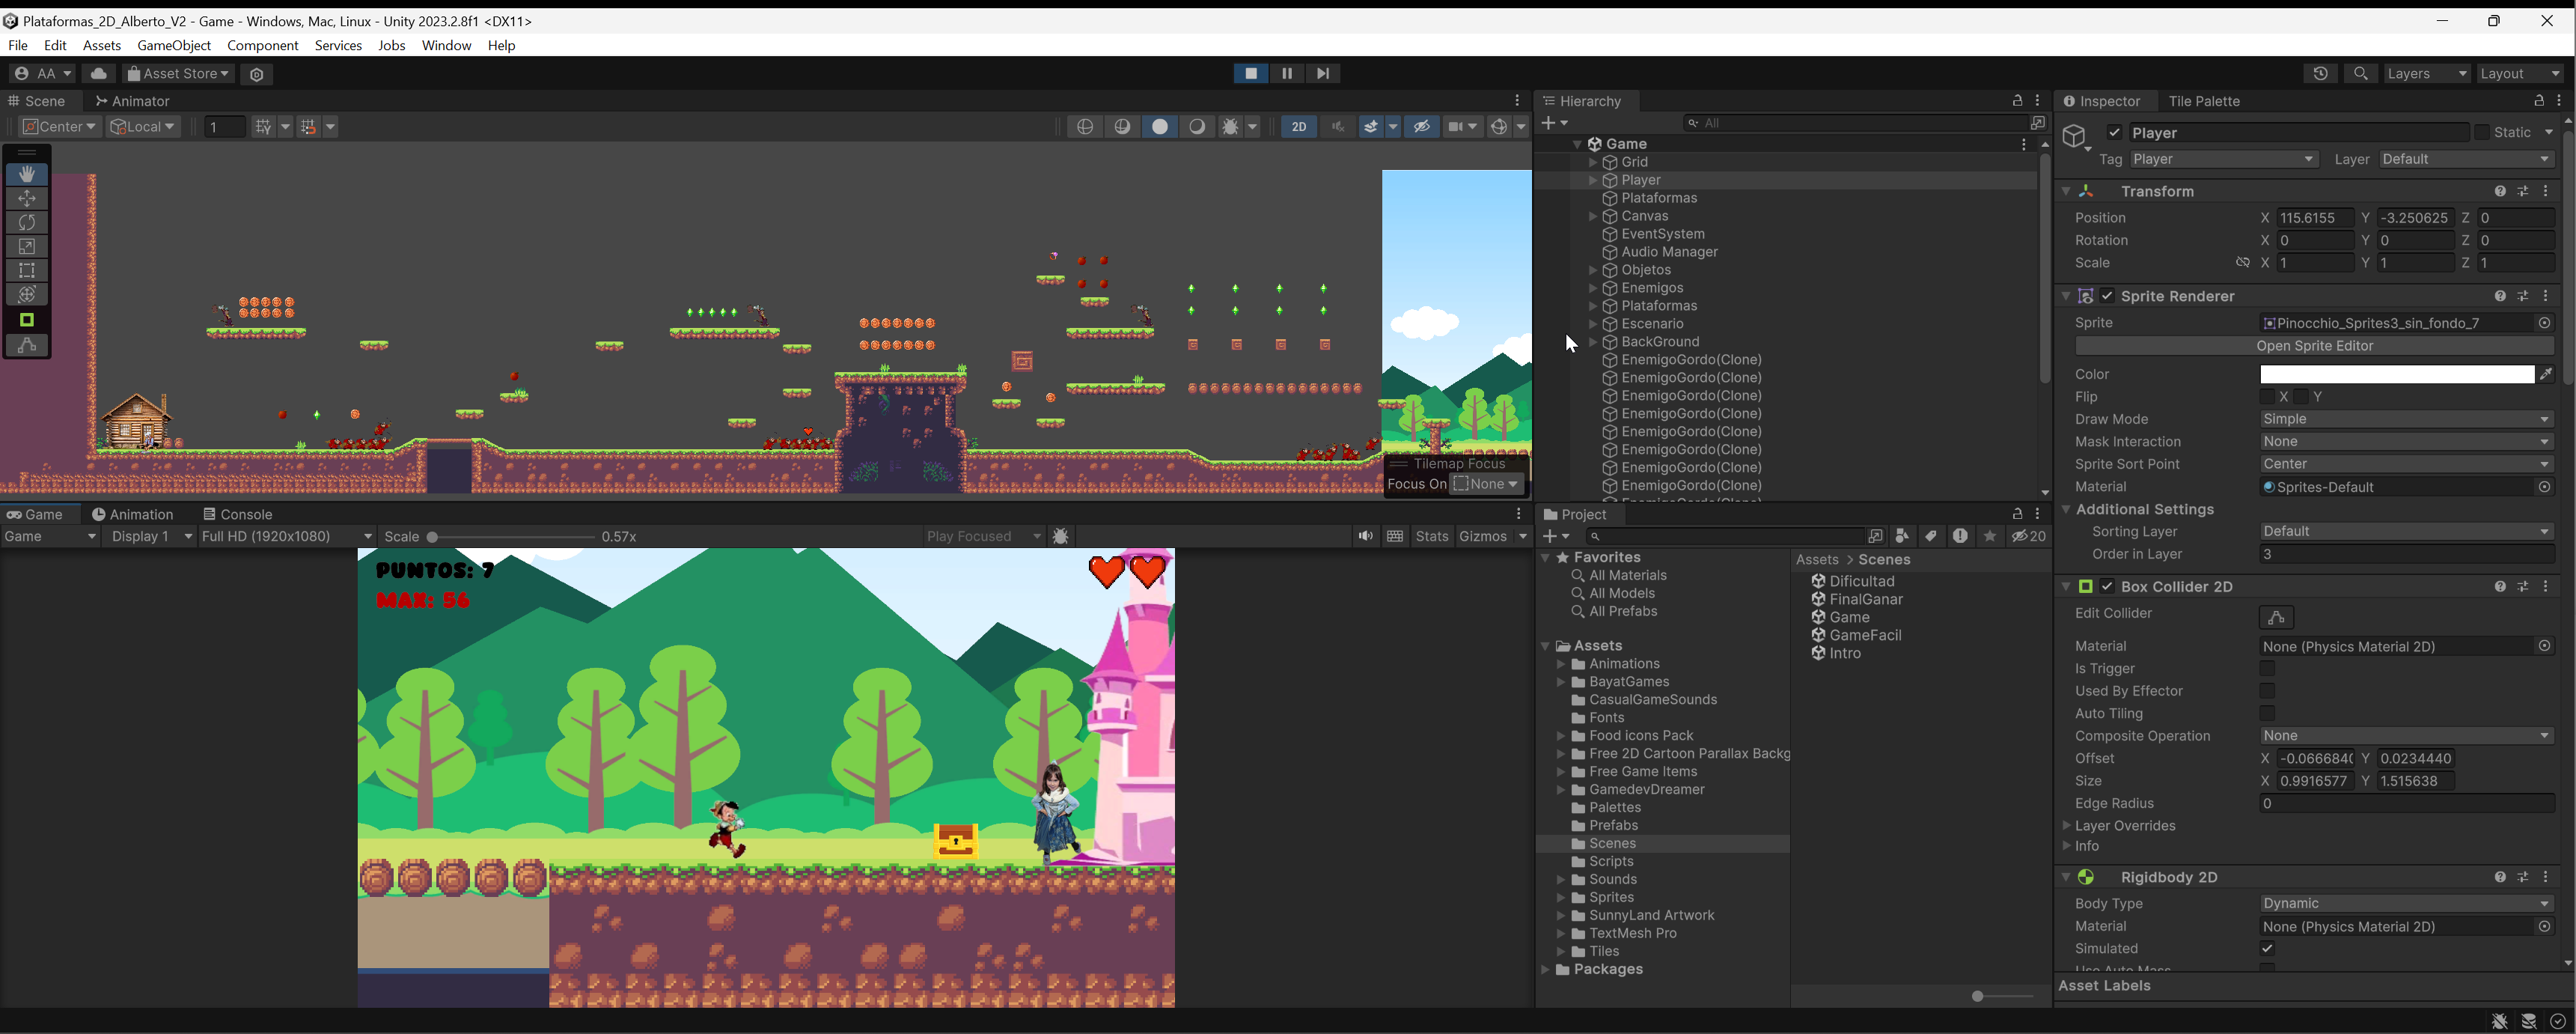 Plataformas_2D_Alberto_V2 - Game - Windows, Mac, Linux - Unity 2023.2.8f1 <DX11>
File Edit Assets GameObject Component Services Jobs Window Help
AA Asset Store Layers Layout
Scene Animator
Center Local 1 2D
Tilemap Focus
Focus On None
Hierarchy
All
Game
Grid
Player
Plataformas
Canvas
EventSystem
Audio Manager
Objetos
Enemigos
Plataformas
Escenario
BackGround
EnemigoGordo(Clone)
EnemigoGordo(Clone)
EnemigoGordo(Clone)
EnemigoGordo(Clone)
EnemigoGordo(Clone)
EnemigoGordo(Clone)
EnemigoGordo(Clone)
EnemigoGordo(Clone)
Game Animation Console
Game Display 1 Full HD (1920x1080) Scale 0.57x Play Focused Stats Gizmos
PUNTOS: 7
MAX: 56
Project
20
Favorites
All Materials
All Models
All Prefabs
Assets
Animations
BayatGames
CasualGameSounds
Fonts
Food icons Pack
Free 2D Cartoon Parallax Backg
Free Game Items
GamedevDreamer
Palettes
Prefabs
Scenes
Scripts
Sounds
Sprites
SunnyLand Artwork
TextMesh Pro
Tiles
Packages
Assets > Scenes
Dificultad
FinalGanar
Game
GameFacil
Intro
Inspector Tile Palette
Player Static
Tag Player Layer Default
Transform
Position X 115.6155 Y -3.250625 Z 0
Rotation X 0 Y 0 Z 0
Scale X 1 Y 1 Z 1
Sprite Renderer
Sprite Pinocchio_Sprites3_sin_fondo_7
Open Sprite Editor
Color
Flip X Y
Draw Mode Simple
Mask Interaction None
Sprite Sort Point Center
Material Sprites-Default
Additional Settings
Sorting Layer Default
Order in Layer 3
Box Collider 2D
Edit Collider
Material None (Physics Material 2D)
Is Trigger
Used By Effector
Auto Tiling
Composite Operation None
Offset X -0.0666840 Y 0.0234440
Size X 0.9916577 Y 1.515638
Edge Radius 0
Layer Overrides
Info
Rigidbody 2D
Body Type Dynamic
Material None (Physics Material 2D)
Simulated
Use Auto Mass
Asset Labels